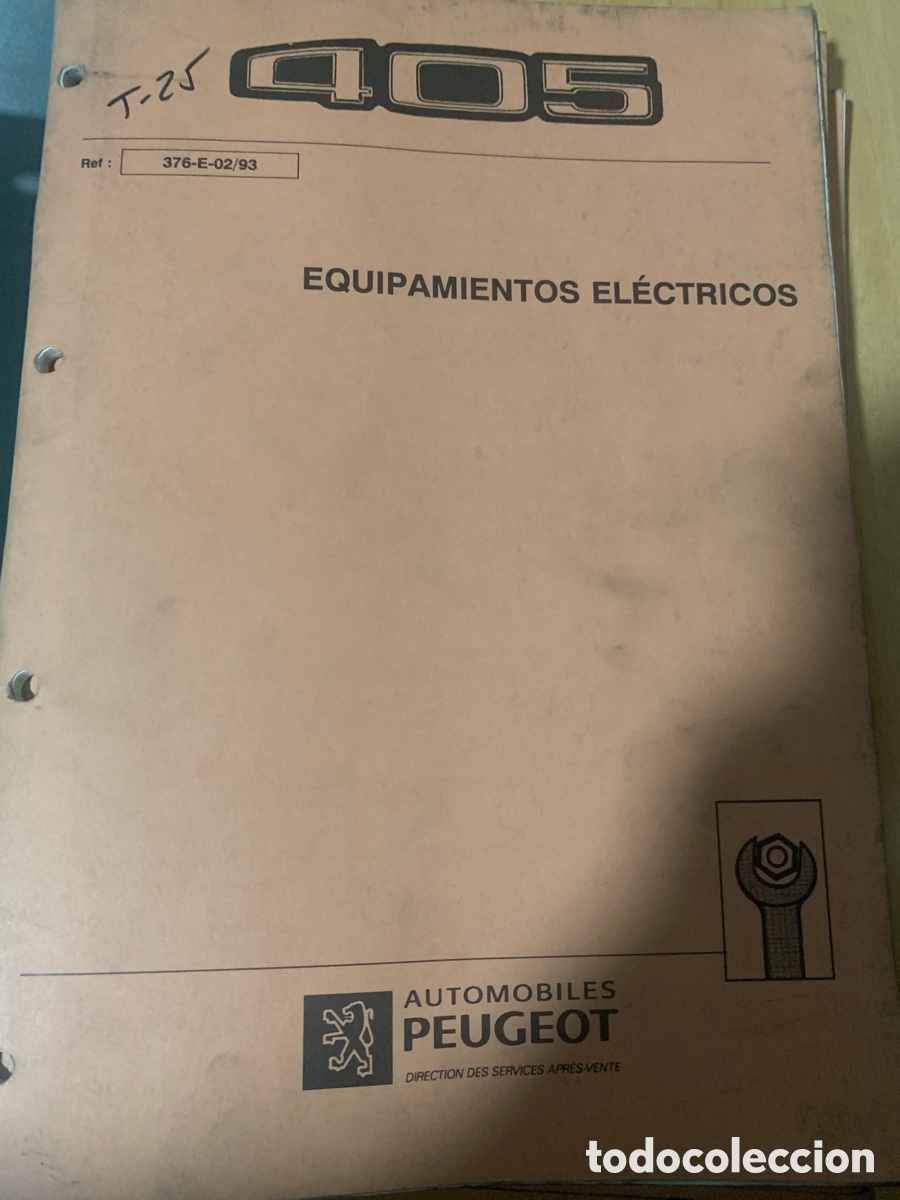 T-25
405
Ref : 376-E-02/93
EQUIPAMIENTOS ELÉCTRICOS
AUTOMOBILES
PEUGEOT
DIRECTION DES SERVICES APRÈS-VENTE
todocoleccion